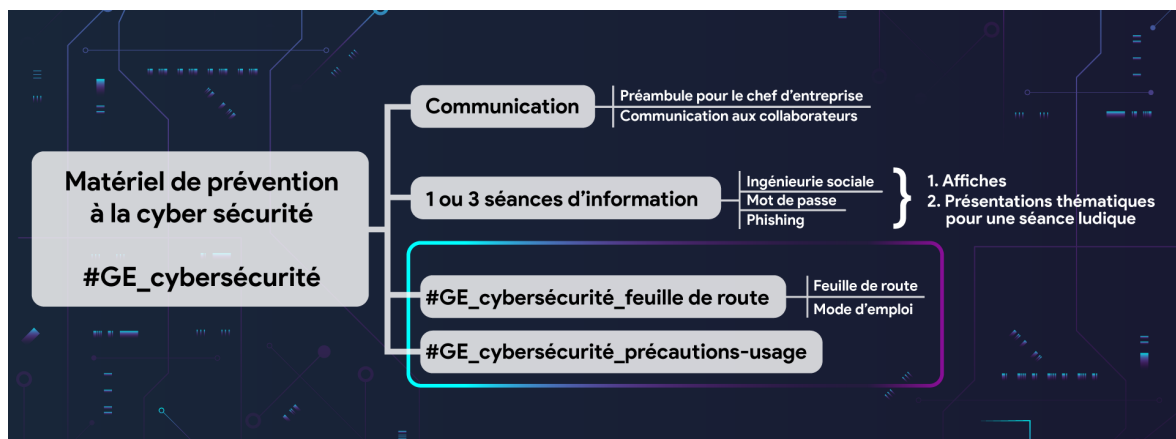 Matériel de prévention
à la cyber sécurité
#GE_cybersécurité
Communication
Préambule pour le chef d'entreprise
Communication aux collaborateurs
1 ou 3 séances d'information
Ingénierie sociale
Mot de passe
Phishing
1. Affiches
2. Présentations thématiques
pour une séance ludique
#GE_cybersécurité_feuille de route
Feuille de route
Mode d'emploi
#GE_cybersécurité_précautions-usage